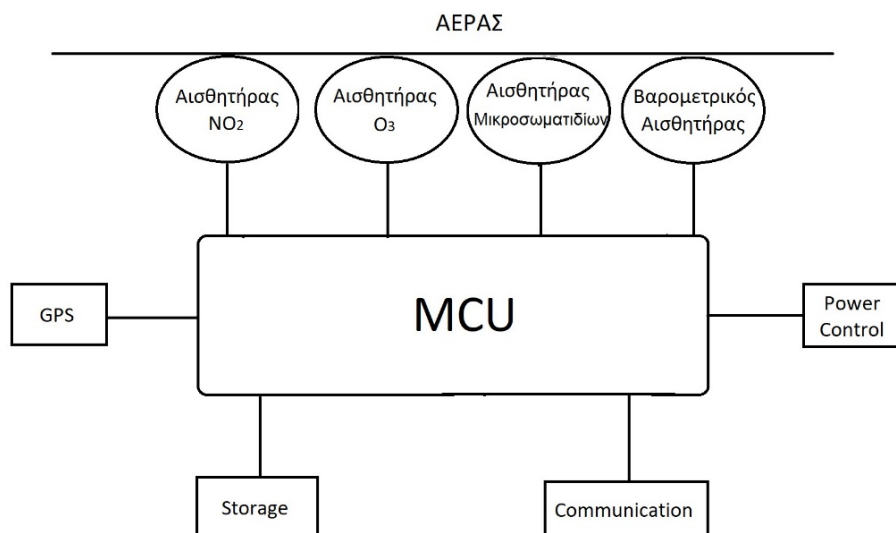 ΑΕΡΑΣ
Αισθητήρας
NO2
Αισθητήρας
O3
Αισθητήρας
Μικροσωματιδίων
Βαρομετρικός
Αισθητήρας
MCU
GPS
Power
Control
Storage
Communication